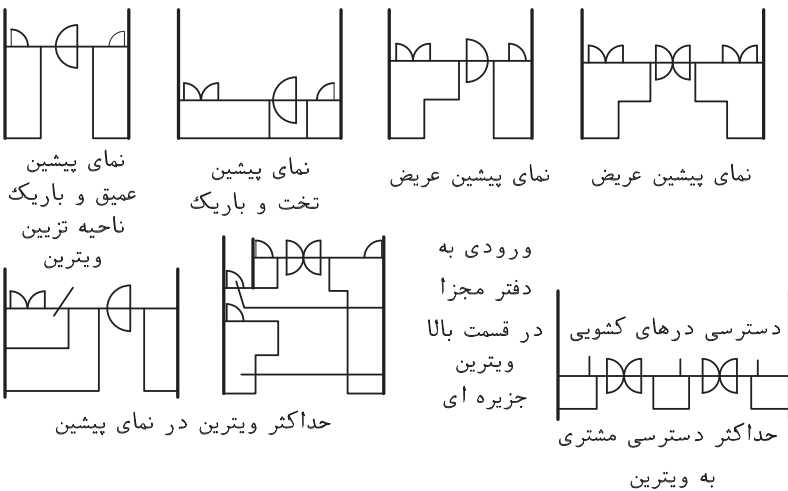 نمای پیشین
عمیق و باریک
ناحیه تزیین
ویترین
نمای پیشین
تخت و باریک
نمای پیشین عریض
نمای پیشین عریض
حداکثر ویترین در نمای پیشین
ورودی به
دفتر مجزا
در قسمت بالا
ویترین
جزیره ای
دسترسی درهای کشویی
حداکثر دسترسی مشتری
به ویترین